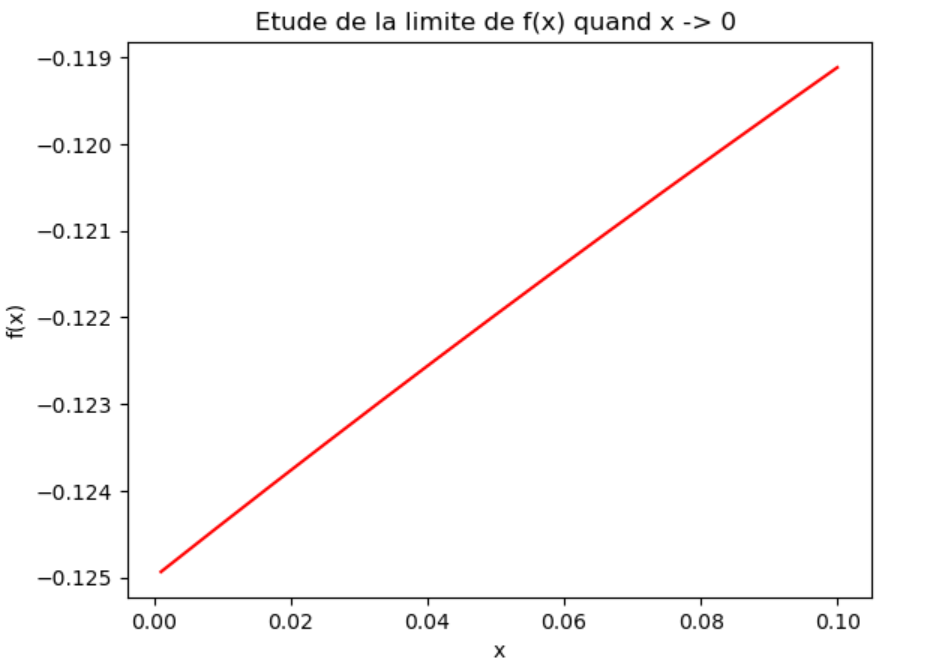 Etude de la limite de f(x) quand x -> 0
−0.119
−0.120
−0.121
−0.122
−0.123
−0.124
−0.125
f(x)
0.00 0.02 0.04 0.06 0.08 0.10
x